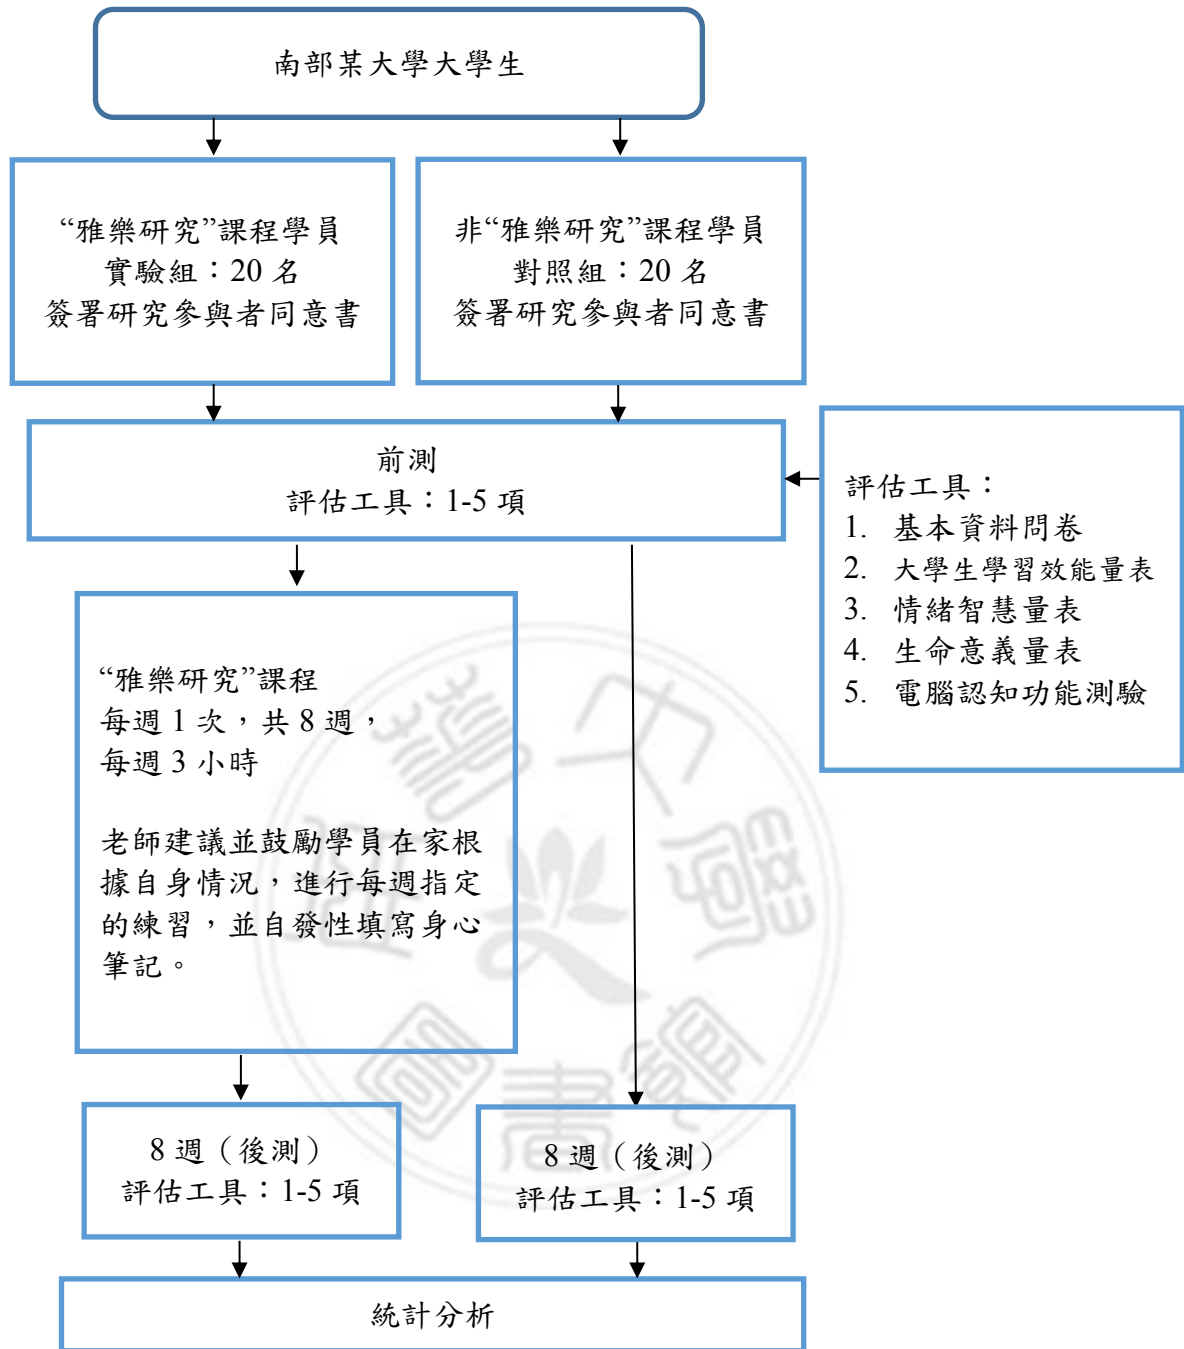 南部某大學大學生
“雅樂研究”課程學員
實驗組：20 名
簽署研究參與者同意書
非“雅樂研究”課程學員
對照組：20 名
簽署研究參與者同意書
前測
評估工具：1-5 項
評估工具：
1. 基本資料問卷
2. 大學生學習效能量表
3. 情緒智慧量表
4. 生命意義量表
5. 電腦認知功能測驗
“雅樂研究”課程
每週 1 次，共 8 週，
每週 3 小時
老師建議並鼓勵學員在家根
據自身情況，進行每週指定
的練習，並自發性填寫身心
筆記。
8 週（後測）
評估工具：1-5 項
8 週（後測）
評估工具：1-5 項
統計分析